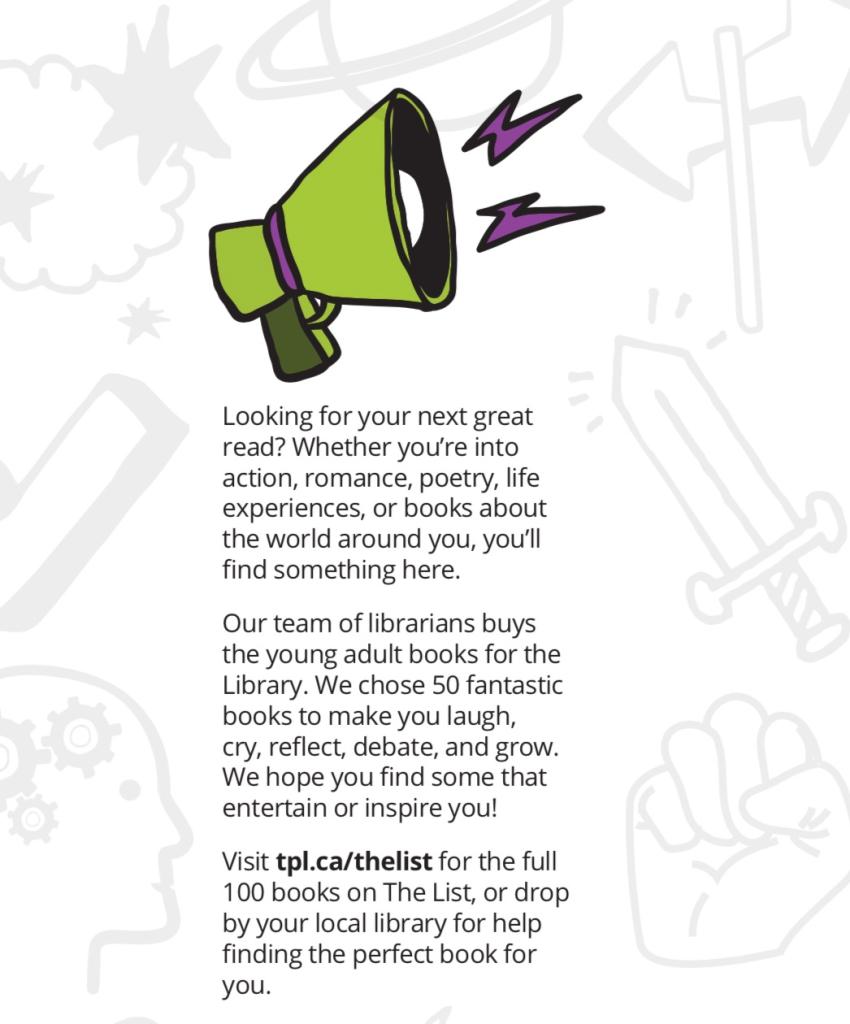 Looking for your next great
read? Whether you’re into
action, romance, poetry, life
experiences, or books about
the world around you, you’ll
find something here.
Our team of librarians buys
the young adult books for the
Library. We chose 50 fantastic
books to make you laugh,
cry, reflect, debate, and grow.
We hope you find some that
entertain or inspire you!
Visit tpl.ca/thelist for the full
100 books on The List, or drop
by your local library for help
finding the perfect book for
you.